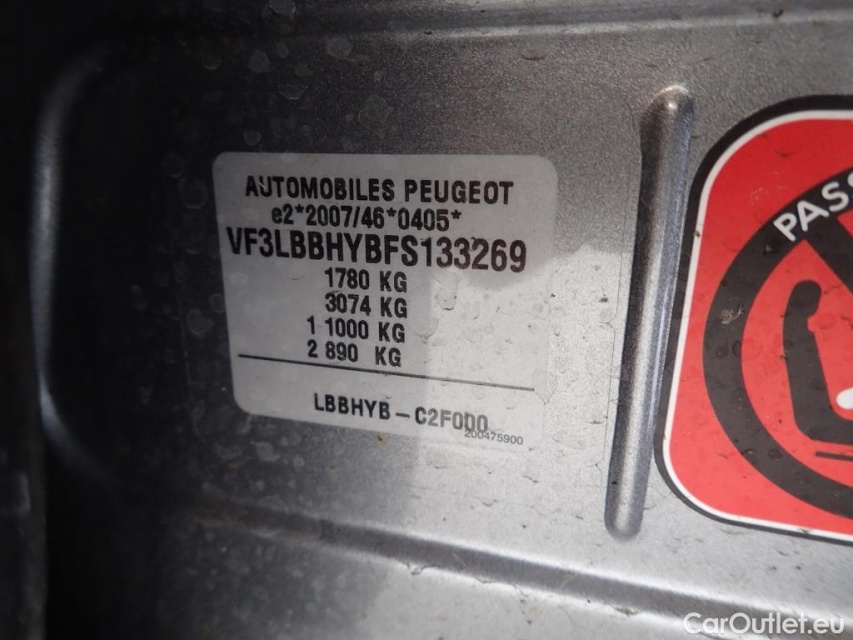 AUTOMOBILES PEUGEOT
e2*2007/46*0405*
VF3LBBHYBFS133269
1780 KG
3074 KG
1 1000 KG
2 890 KG
LBBHYB - C2F0D0
200475900
PASS
CarOutlet.eu